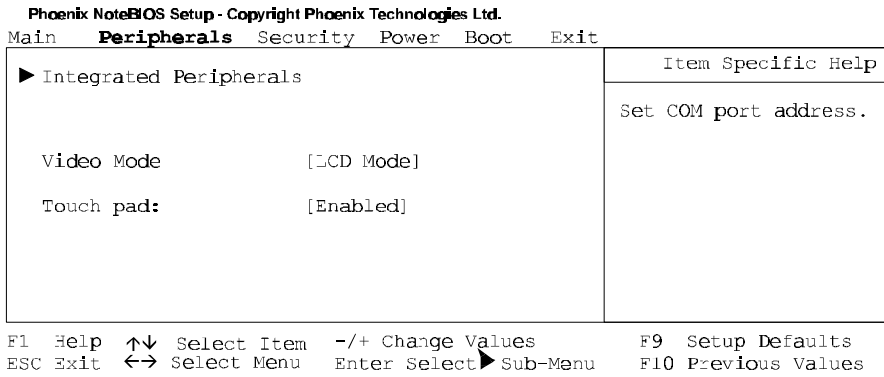 Phoenix NoteBIOS Setup - Copyright Phoenix Technologies Ltd.
Main Peripherals Security Power Boot Exit
▶ Integrated Peripherals
Item Specific Help
Set COM port address.
Video Mode [LCD Mode]
Touch pad: [Enabled]
F1 Help ↑↓ Select Item -/+ Change Values F9 Setup Defaults
ESC Exit ←→ Select Menu Enter Select ▶ Sub-Menu F10 Previous Values